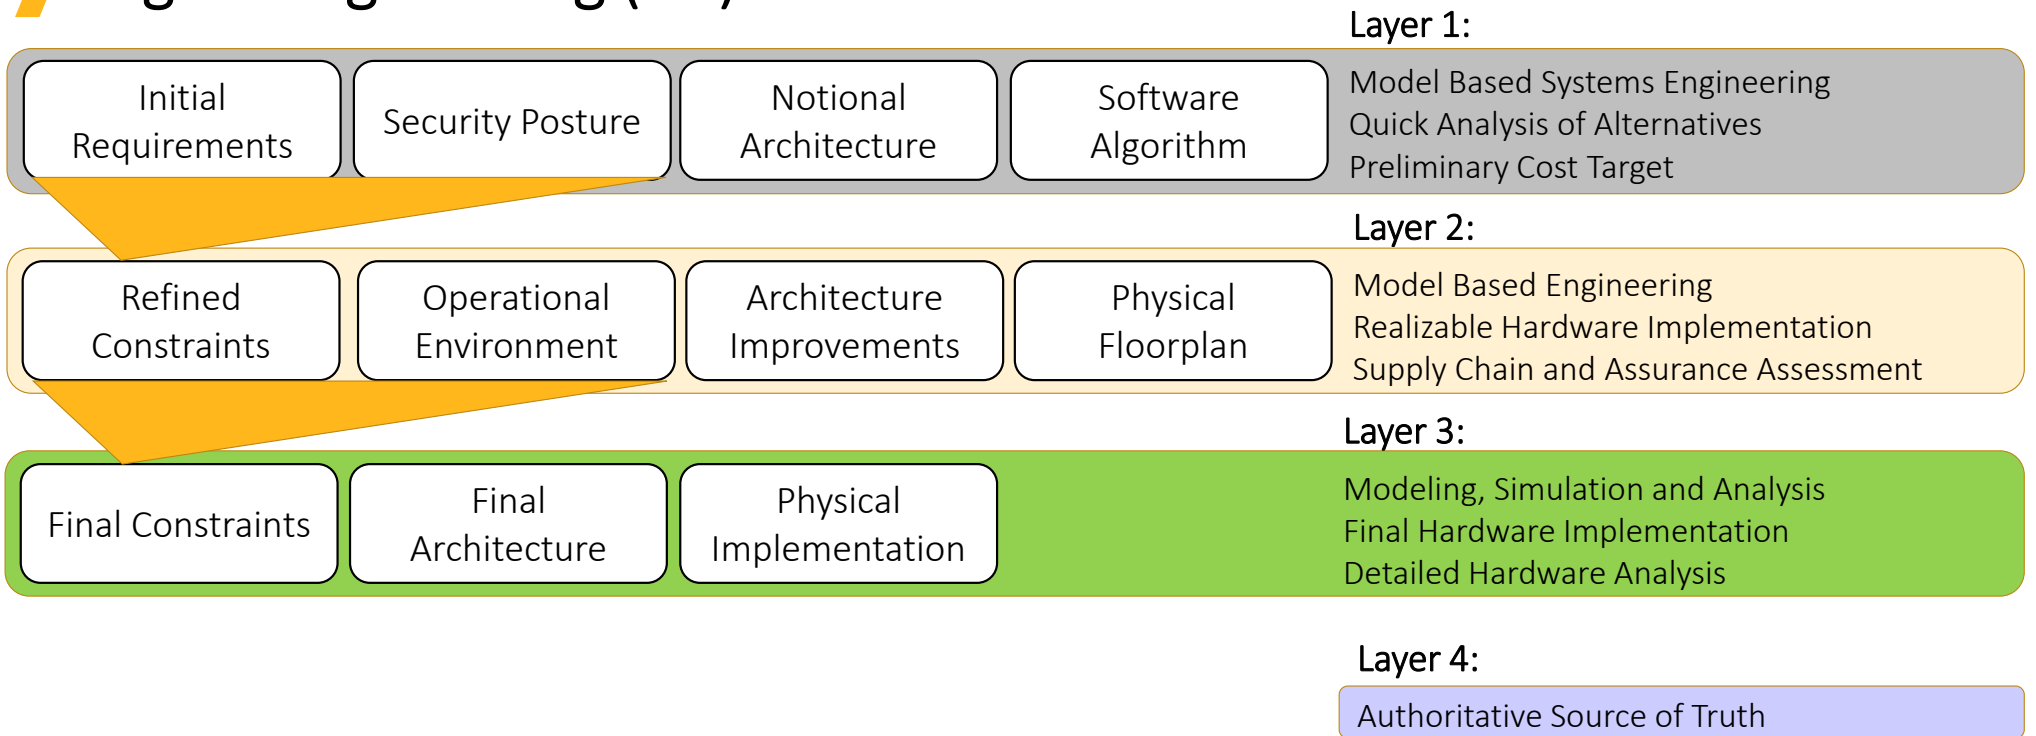 Layer 1:
Initial
Requirements
Security Posture
Notional
Architecture
Software
Algorithm
Model Based Systems Engineering
Quick Analysis of Alternatives
Preliminary Cost Target
Layer 2:
Refined
Constraints
Operational
Environment
Architecture
Improvements
Physical
Floorplan
Model Based Engineering
Realizable Hardware Implementation
Supply Chain and Assurance Assessment
Layer 3:
Final Constraints
Final
Architecture
Physical
Implementation
Modeling, Simulation and Analysis
Final Hardware Implementation
Detailed Hardware Analysis
Layer 4:
Authoritative Source of Truth